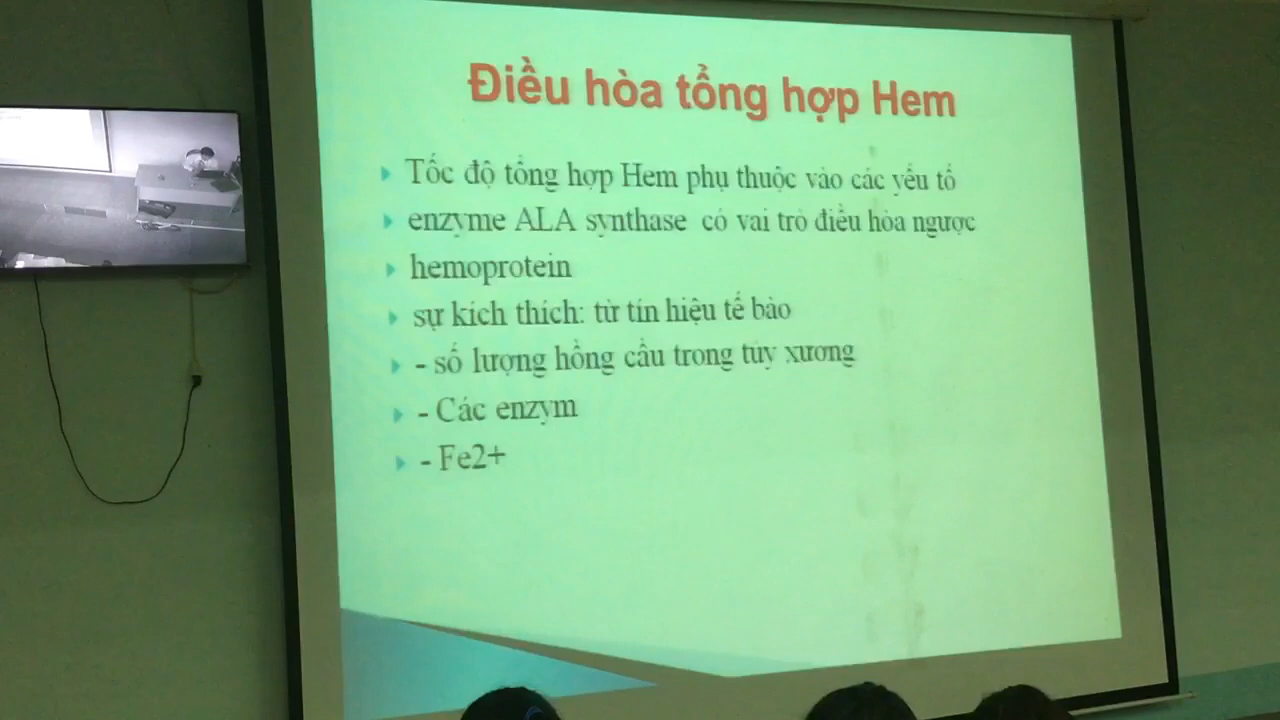 Điều hòa tổng hợp Hem
Tốc độ tổng hợp Hem phụ thuộc vào các yếu tố
enzyme ALA synthase có vai trò điều hòa ngược
hemoprotein
sự kích thích: từ tín hiệu tế bào
- số lượng hồng cầu trong tủy xương
- Các enzym
- Fe2+